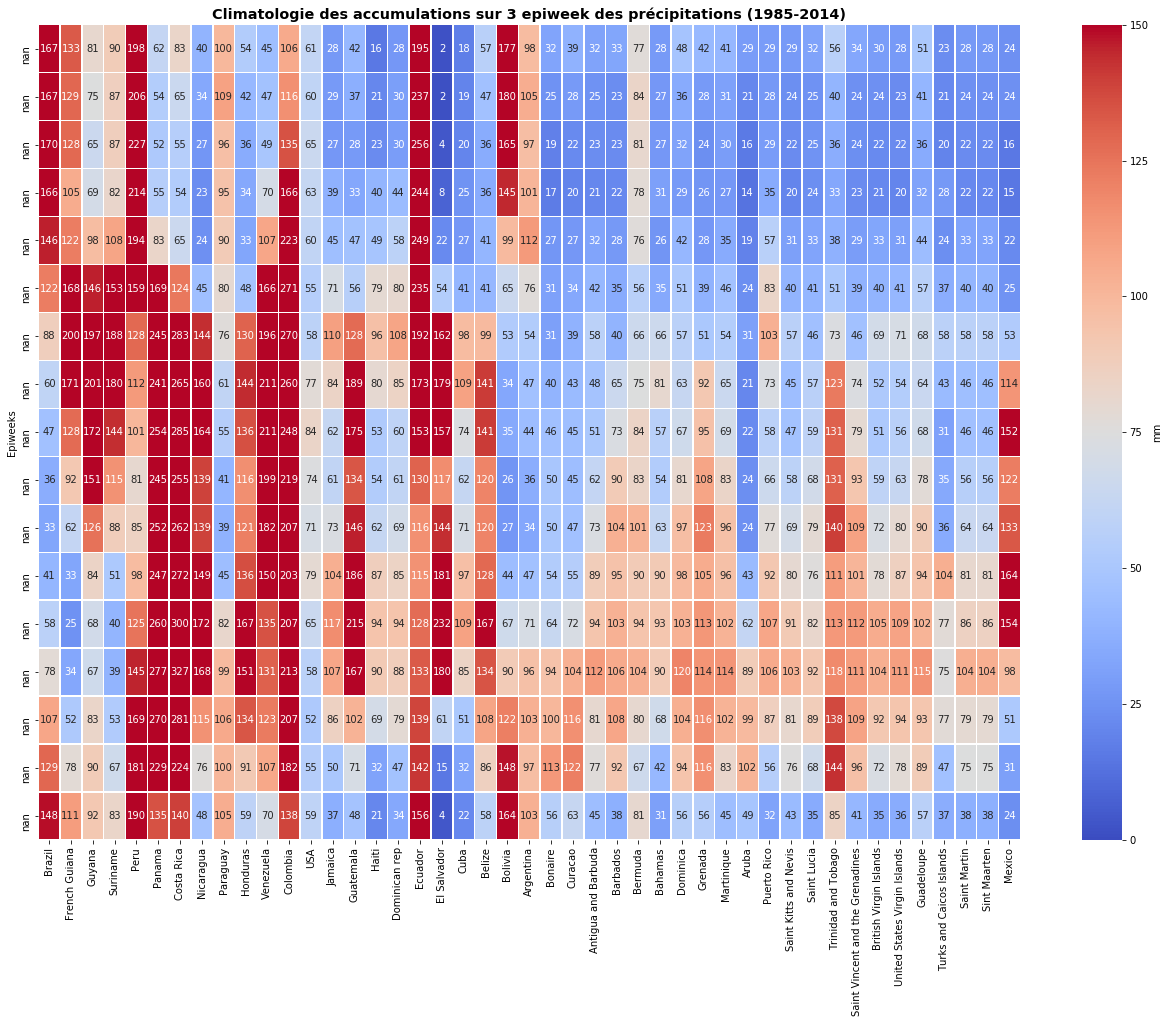 Climatologie des accumulations sur 3 epiweek des précipitations (1985-2014)
nan 167 133 81 90 198 62 83 40 100 54 45 106 61 28 42 16 28 195 2 18 57 177 98 32 39 32 33 77 28 48 42 41 29 29 29 32 56 34 30 28 51 23 28 28 24
nan 167 129 75 87 206 54 65 34 109 42 47 116 60 29 37 21 30 237 2 19 47 180 105 25 28 25 23 84 27 36 28 31 21 28 24 25 40 24 24 23 41 21 24 24 24
nan 170 128 65 87 227 52 55 27 96 36 49 135 65 27 28 23 30 256 4 20 36 165 97 19 22 23 23 81 27 32 24 30 16 29 22 25 36 24 22 22 36 20 22 22 16
nan 166 105 69 82 214 55 54 23 95 34 70 166 63 39 33 40 44 244 8 25 36 145 101 17 20 21 22 78 31 29 26 27 14 35 20 24 33 23 21 20 32 28 22 22 15
nan 146 122 98 108 194 83 65 24 90 33 107 223 60 45 47 49 58 249 22 27 41 99 112 27 27 32 28 76 26 42 28 35 19 57 31 33 38 29 33 31 44 24 33 33 22
nan 122 168 146 153 159 169 124 45 80 48 166 271 55 71 56 79 80 235 54 41 41 65 76 31 34 42 35 56 35 51 39 46 24 83 40 41 51 39 40 41 57 37 40 40 25
nan 88 200 197 188 128 245 283 144 76 130 196 270 58 110 128 96 108 192 162 98 99 53 54 31 39 58 40 66 66 57 51 54 31 103 57 46 73 46 69 71 68 58 58 58 53
nan 60 171 201 180 112 241 265 160 61 144 211 260 77 84 189 80 85 173 179 109 141 34 47 40 43 48 65 75 81 63 92 65 21 73 45 57 123 74 52 54 64 43 46 46 114
nan 47 128 172 144 101 254 285 164 55 136 211 248 84 62 175 53 60 153 157 74 141 35 44 46 45 51 73 84 57 67 95 69 22 58 47 59 131 79 51 56 68 31 46 46 152
nan 36 92 151 115 81 245 255 139 41 116 199 219 74 61 134 54 61 130 117 62 120 26 36 50 45 62 90 83 54 81 108 83 24 66 58 68 131 93 59 63 78 35 56 56 122
nan 33 62 126 88 85 252 262 139 39 114 182 207 71 73 146 62 69 116 144 71 120 27 34 50 47 73 104 101 63 97 123 96 24 77 69 79 140 109 72 80 90 36 64 64 133
nan 41 33 84 51 98 247 272 149 45 136 150 203 79 104 186 87 85 115 181 97 128 44 47 54 55 89 95 90 90 98 105 96 43 92 80 76 111 101 78 87 94 104 81 81 164
nan 58 25 68 40 125 260 300 172 82 167 135 207 65 117 215 94 94 128 232 109 167 67 71 64 72 94 103 94 93 103 113 102 62 107 91 82 113 112 105 109 102 77 86 86 154
nan 78 34 67 39 145 277 327 168 99 151 131 213 58 107 167 90 88 133 180 85 134 90 96 94 104 112 106 104 90 120 114 114 89 106 103 92 118 111 104 111 115 75 104 104 98
nan 107 52 83 53 169 270 281 115 106 134 123 207 52 86 102 69 79 139 61 51 108 122 103 100 116 81 108 80 68 104 116 102 99 87 81 89 138 109 92 94 93 77 79 79 51
nan 129 78 90 67 181 229 224 76 100 91 107 182 55 50 71 32 47 142 15 32 86 148 97 113 122 77 92 67 42 94 116 83 102 56 76 68 144 96 72 78 89 47 75 75 31
nan 148 111 92 83 190 135 140 48 105 59 70 138 59 37 48 21 34 156 4 22 58 164 103 56 63 45 38 81 31 56 56 45 49 32 43 35 85 41 35 36 57 37 38 38 24
Epiweeks
Brazil
French Guiana
Guyana
Suriname
Peru
Panama
Costa Rica
Nicaragua
Paraguay
Honduras
Venezuela
Colombia
USA
Jamaica
Guatemala
Haiti
Dominican rep
Ecuador
El Salvador
Cuba
Belize
Bolivia
Argentina
Bonaire
Curacao
Antigua and Barbuda
Barbados
Bermuda
Bahamas
Dominica
Grenada
Martinique
Aruba
Puerto Rico
Saint Kitts and Nevis
Saint Lucia
Trinidad and Tobago
Saint Vincent and the Grenadines
British Virgin Islands
United States Virgin Islands
Guadeloupe
Turks and Caicos Islands
Saint Martin
Sint Maarten
Mexico
150
125
100
75
50
25
0
mm